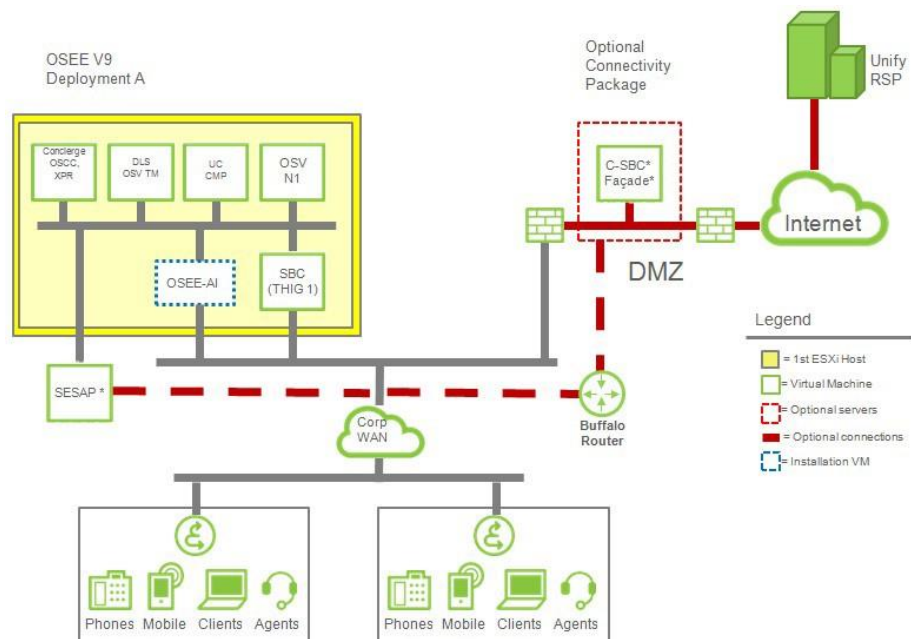 OSEE V9
Deployment A
Optional
Connectivity
Package
Unify
RSP
Concierge
OSCC,
XPR
DLS
OSV TM
UC
CMP
OSV
N1
C-SBC*
Façade*
Internet
OSEE-AI
SBC
(THIG 1)
DMZ
SESAP *
Buffalo
Router
Corp
WAN
Legend
= 1st ESXi Host
= Virtual Machine
= Optional servers
= Optional connections
= Installation VM
Phones Mobile Clients Agents
Phones Mobile Clients Agents